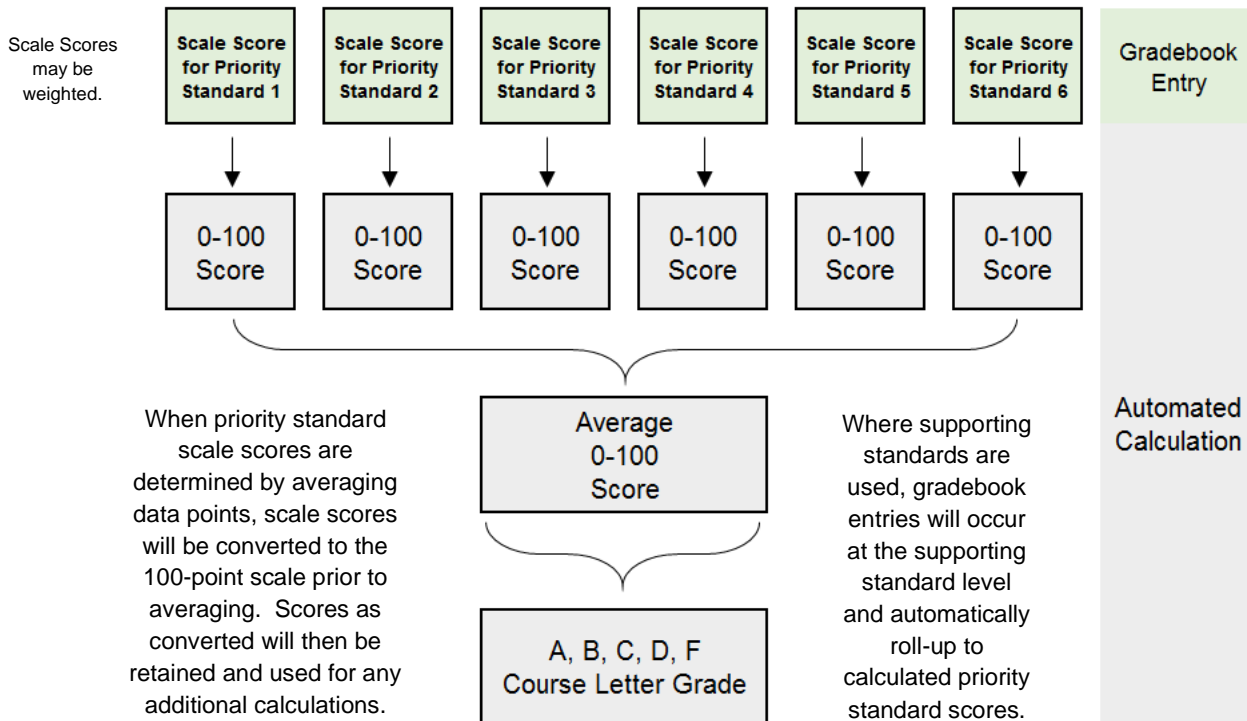 Scale Scores
may be
weighted.
Scale Score
for Priority
Standard 1
Scale Score
for Priority
Standard 2
Scale Score
for Priority
Standard 3
Scale Score
for Priority
Standard 4
Scale Score
for Priority
Standard 5
Scale Score
for Priority
Standard 6
Gradebook
Entry
0-100
Score
0-100
Score
0-100
Score
0-100
Score
0-100
Score
0-100
Score
When priority standard
scale scores are
determined by averaging
data points, scale scores
will be converted to the
100-point scale prior to
averaging. Scores as
converted will then be
retained and used for any
additional calculations.
Average
0-100
Score
A, B, C, D, F
Course Letter Grade
Where supporting
standards are
used, gradebook
entries will occur
at the supporting
standard level
and automatically
roll-up to
calculated priority
standard scores.
Automated
Calculation